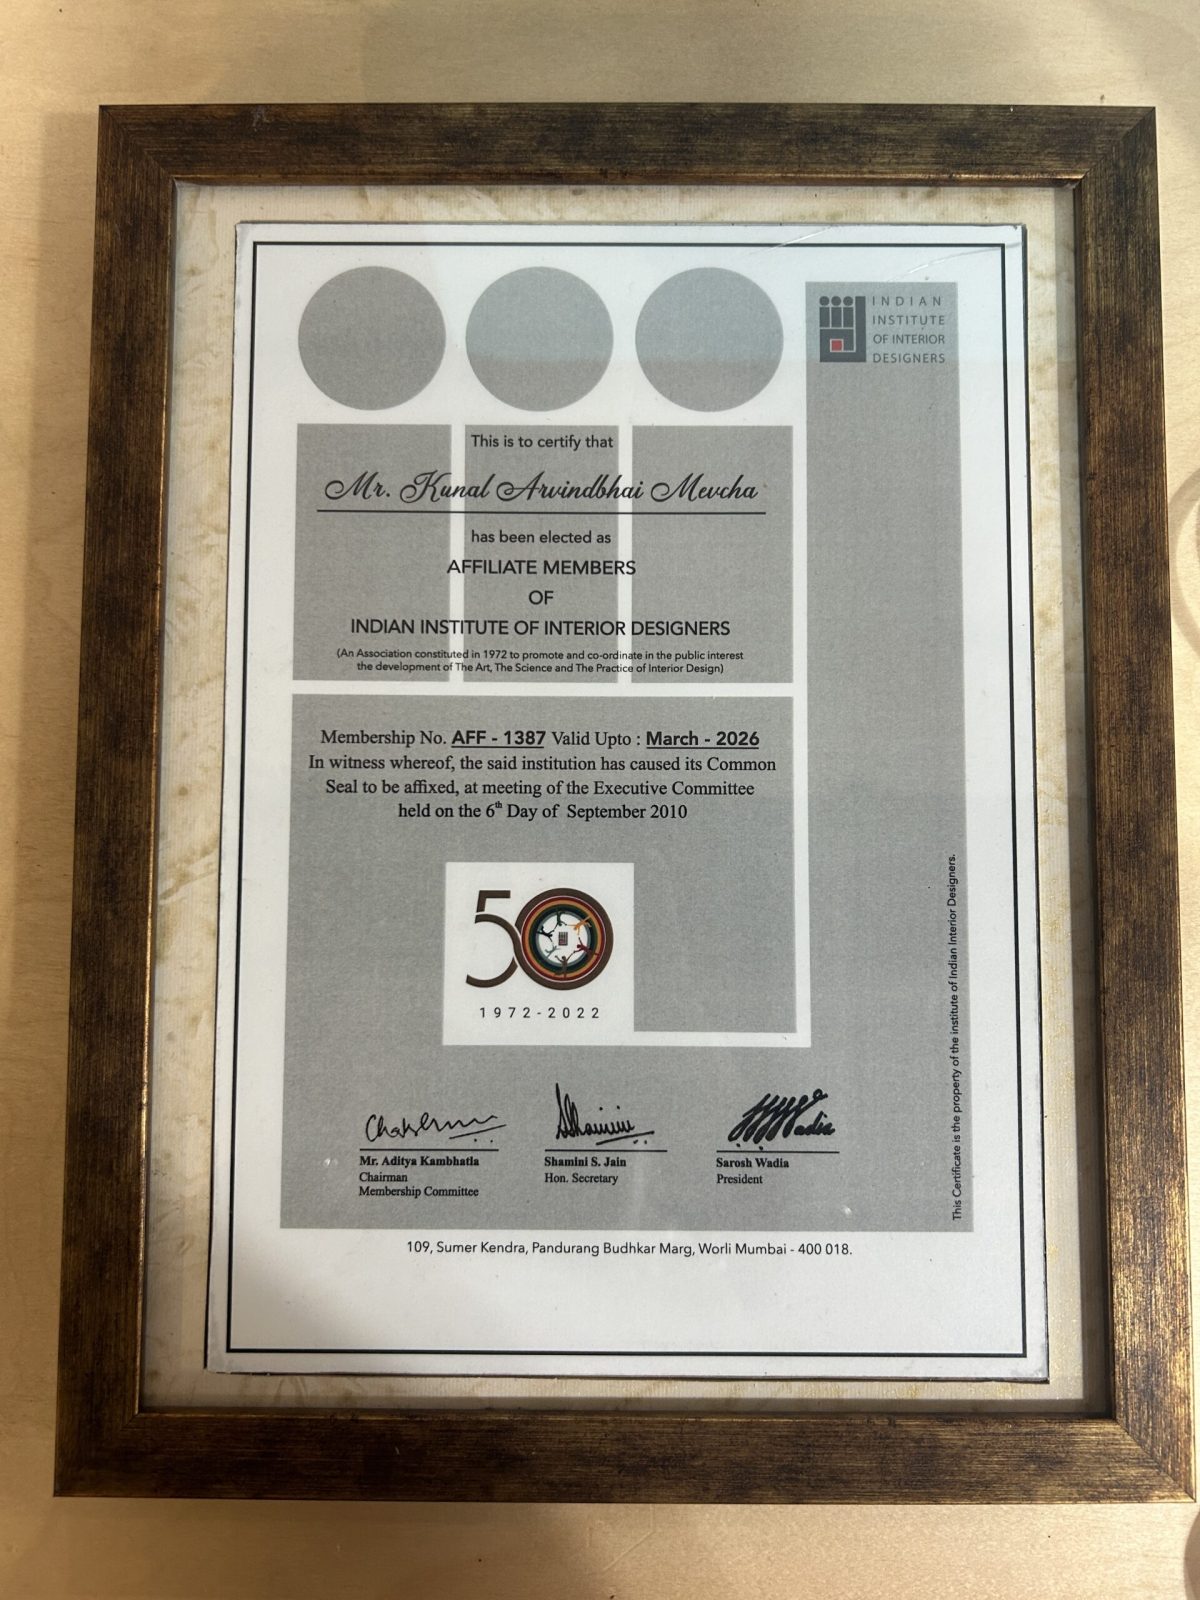 INDIAN
INSTITUTE
OF INTERIOR
DESIGNERS
This is to certify that
Mr. Kunal Arvindbhai Mevcha
has been elected as
AFFILIATE MEMBERS
OF
INDIAN INSTITUTE OF INTERIOR DESIGNERS
(An Association constituted in 1972 to promote and co-ordinate in the public interest
the development of The Art, The Science and The Practice of Interior Design)
Membership No. AFF - 1387 Valid Upto : March - 2026
In witness whereof, the said institution has caused its Common
Seal to be affixed, at meeting of the Executive Committee
held on the 6th Day of September 2010
50
1972-2022
Mr. Aditya Kambhatla
Chairman
Membership Committee
Shamini
Shamini S. Jain
Hon. Secretary
Wadia
Sarosh Wadia
President
This Certificate is the property of the institute of Indian Interior Designers.
109, Sumer Kendra, Pandurang Budhkar Marg, Worli Mumbai - 400 018.